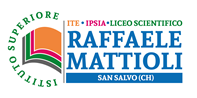 ISTITUTO SUPERIORE
ITE • IPSIA • LICEO SCIENTIFICO
RAFFAELE
MATTIOLI
SAN SALVO (CH)